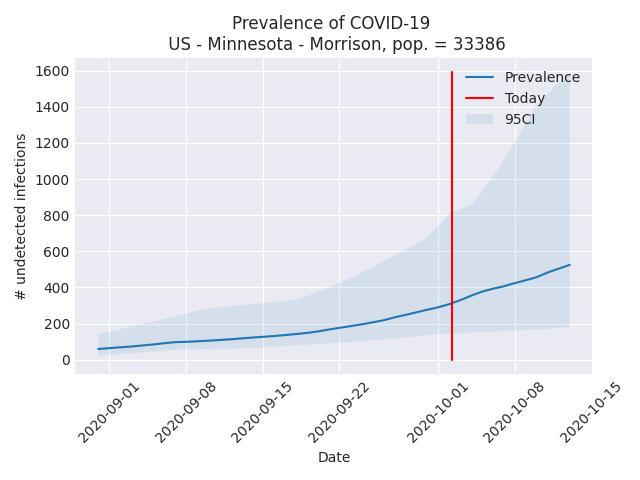 Prevalence of COVID-19
US - Minnesota - Morrison, pop. = 33386
Prevalence
Today
95CI
1600
1400
1200
1000
800
600
400
200
0
# undetected infections
2020-09-01
2020-09-08
2020-09-15
2020-09-22
2020-10-01
2020-10-08
2020-10-15
Date